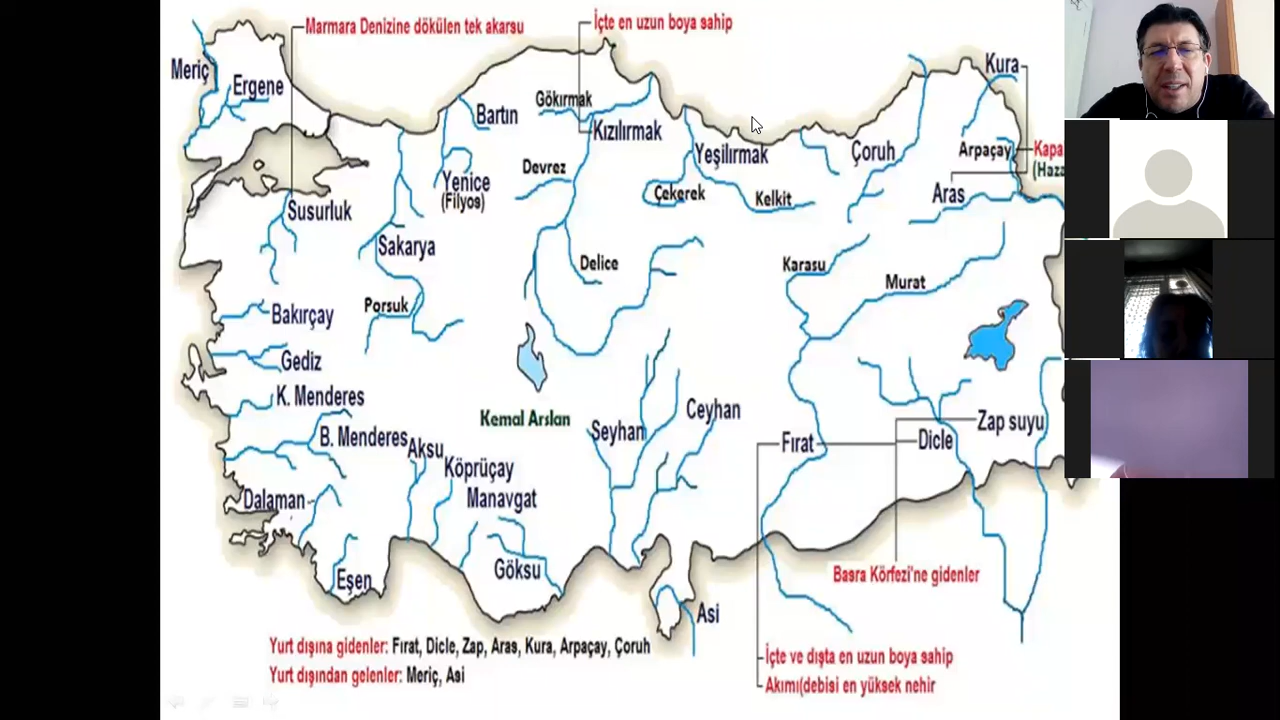 Marmara Denizine dökülen tek akarsu
İçte en uzun boya sahip
Meriç
Ergene
Bartın
Gökırmak
Kızılırmak
Kura
Yeşilırmak
Çoruh
Arpaçay
Kapa
(Haza
Devrez
Yenice
(Filyos)
Çekerek
Kelkit
Aras
Susurluk
Sakarya
Delice
Karasu
Murat
Porsuk
Bakırçay
Gediz
K. Menderes
Kemal Arslan
Ceyhan
Seyhan
B. Menderes
Aksu
Köprüçay
Manavgat
Fırat
Dicle
Zap suyu
Dalaman
Göksu
Eşen
Basra Körfezi'ne gidenler
Asi
Yurt dışına gidenler: Fırat, Dicle, Zap, Aras, Kura, Arpaçay, Çoruh
Yurt dışından gelenler: Meriç, Asi
İçte ve dışta en uzun boya sahip
Akımı(debisi en yüksek nehir